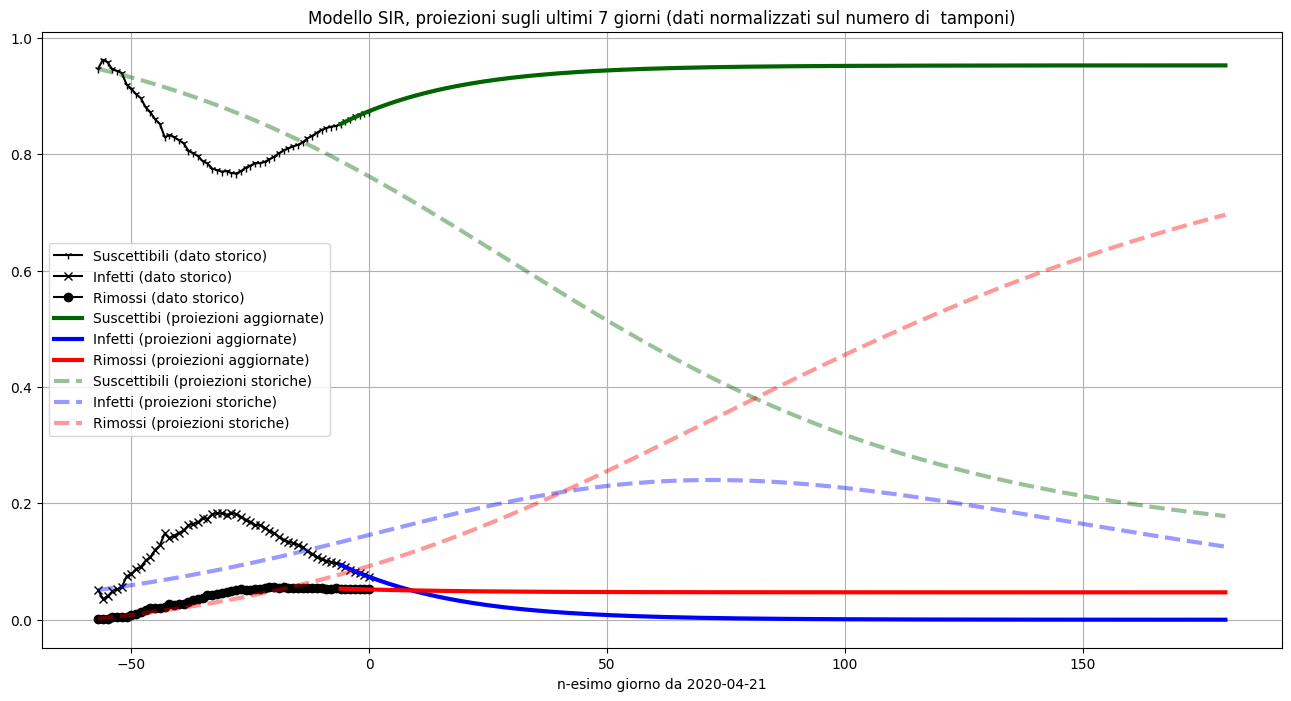 Modello SIR, proiezioni sugli ultimi 7 giorni (dati normalizzati sul numero di  tamponi)
1.0
0.8
0.6
0.4
0.2
0.0
Suscettibili (dato storico)
Infetti (dato storico)
Rimossi (dato storico)
Suscettibi (proiezioni aggiornate)
Infetti (proiezioni aggiornate)
Rimossi (proiezioni aggiornate)
Suscettibili (proiezioni storiche)
Infetti (proiezioni storiche)
Rimossi (proiezioni storiche)
−50 0 50 100 150
n-esimo giorno da 2020-04-21